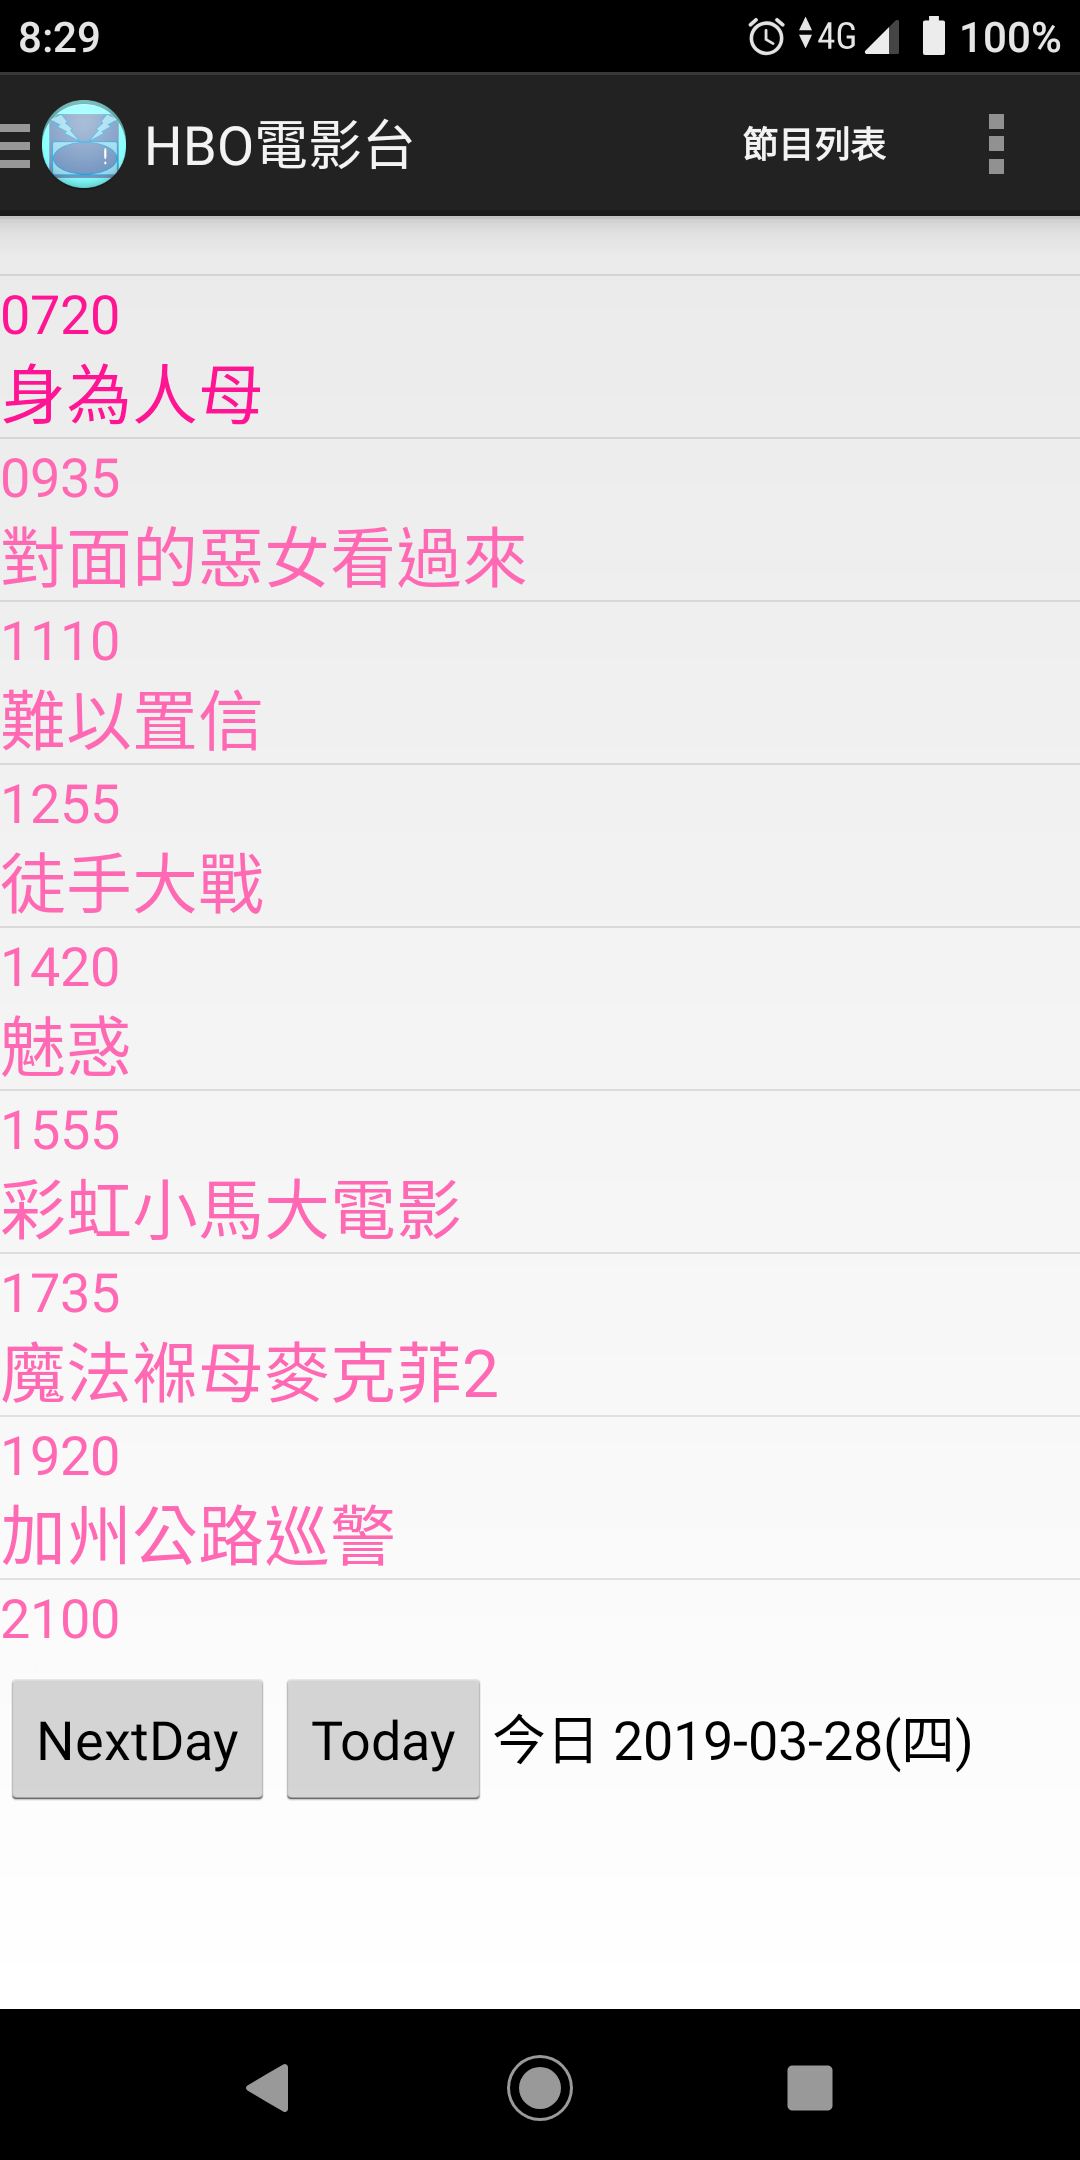 8:29
4G
100%
HBO電影台
節目列表
0720
身為人母
0935
對面的惡女看過來
1110
難以置信
1255
徒手大戰
1420
魅惑
1555
彩虹小馬大電影
1735
魔法褓母麥克菲2
1920
加州公路巡警
2100
NextDay
Today
今日 2019-03-28(四)